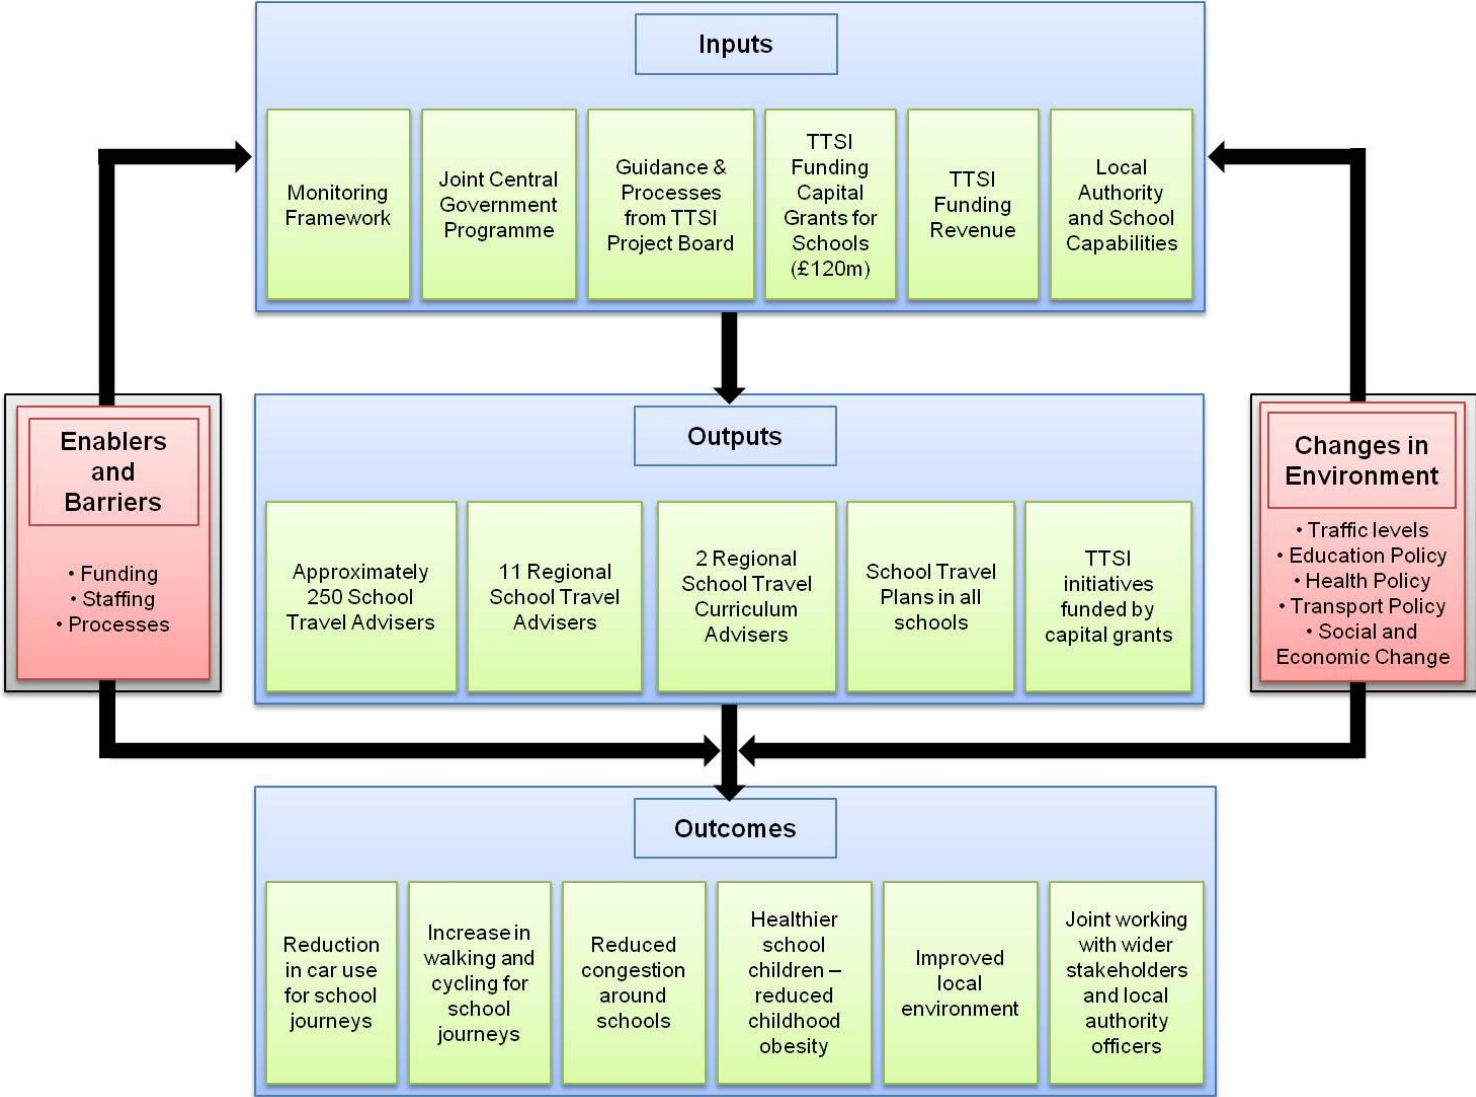 Inputs
Monitoring
Framework
Joint Central
Government
Programme
Guidance &
Processes
from TTSI
Project Board
TTSI
Funding
Capital
Grants for
Schools
(£120m)
TTSI
Funding
Revenue
Local
Authority
and School
Capabilities
Enablers
and
Barriers
• Funding
• Staffing
• Processes
Outputs
Approximately
250 School
Travel Advisers
11 Regional
School Travel
Advisers
2 Regional
School Travel
Curriculum
Advisers
School Travel
Plans in all
schools
TTSI
initiatives
funded by
capital grants
Changes in
Environment
• Traffic levels
• Education Policy
• Health Policy
• Transport Policy
• Social and
Economic Change
Outcomes
Reduction
in car use
for school
journeys
Increase in
walking and
cycling for
school
journeys
Reduced
congestion
around
schools
Healthier
school
children –
reduced
childhood
obesity
Improved
local
environment
Joint working
with wider
stakeholders
and local
authority
officers